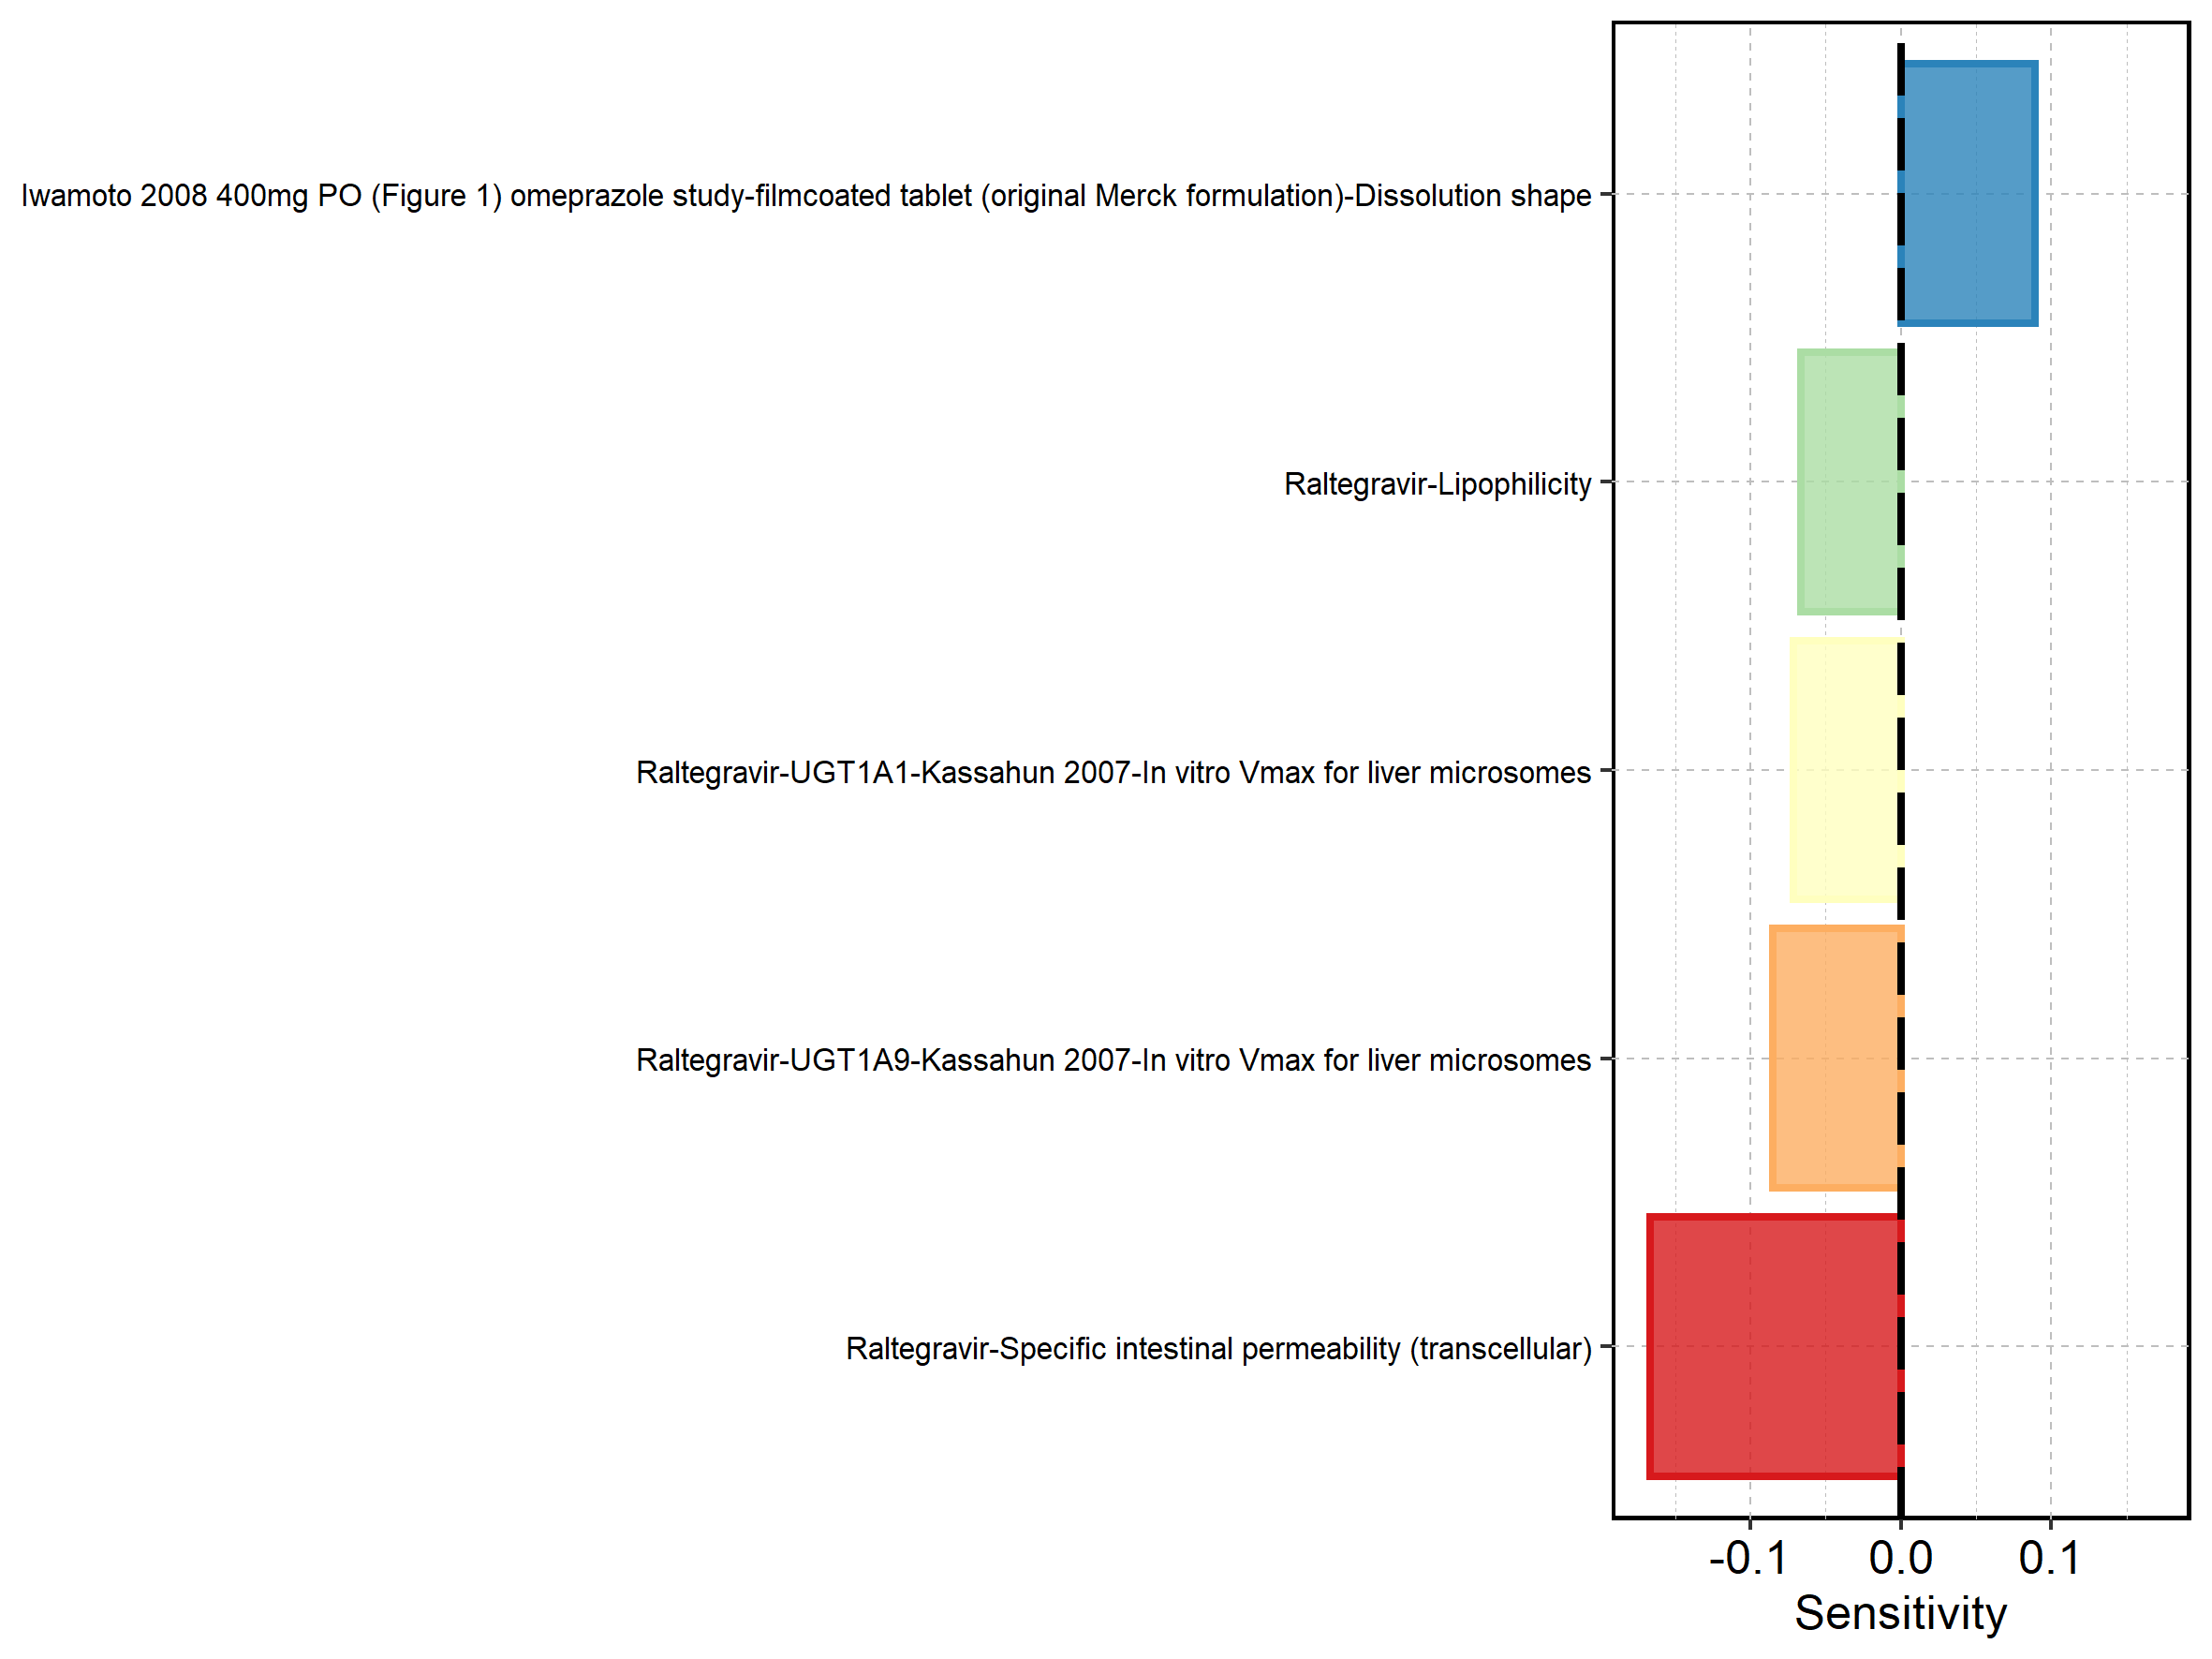 Iwamoto 2008 400mg PO (Figure 1) omeprazole study-filmcoated tablet (original Merck formulation)-Dissolution shape
Raltegravir-Lipophilicity
Raltegravir-UGT1A1-Kassahun 2007-In vitro Vmax for liver microsomes
Raltegravir-UGT1A9-Kassahun 2007-In vitro Vmax for liver microsomes
Raltegravir-Specific intestinal permeability (transcellular)
-0.1 0.0 0.1
Sensitivity